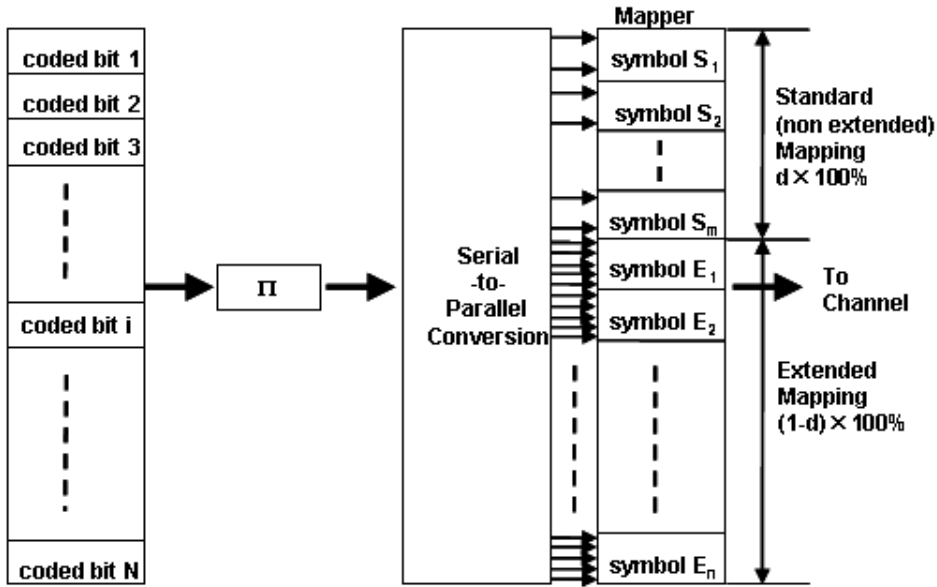 coded bit 1
coded bit 2
coded bit 3
coded bit i
coded bit N
Π
Serial
-to-
Parallel
Conversion
Mapper
symbol S1
symbol S2
symbol Sm
symbol E1
symbol E2
symbol En
Standard
(non extended)
Mapping
d×100%
To
Channel
Extended
Mapping
(1-d)×100%